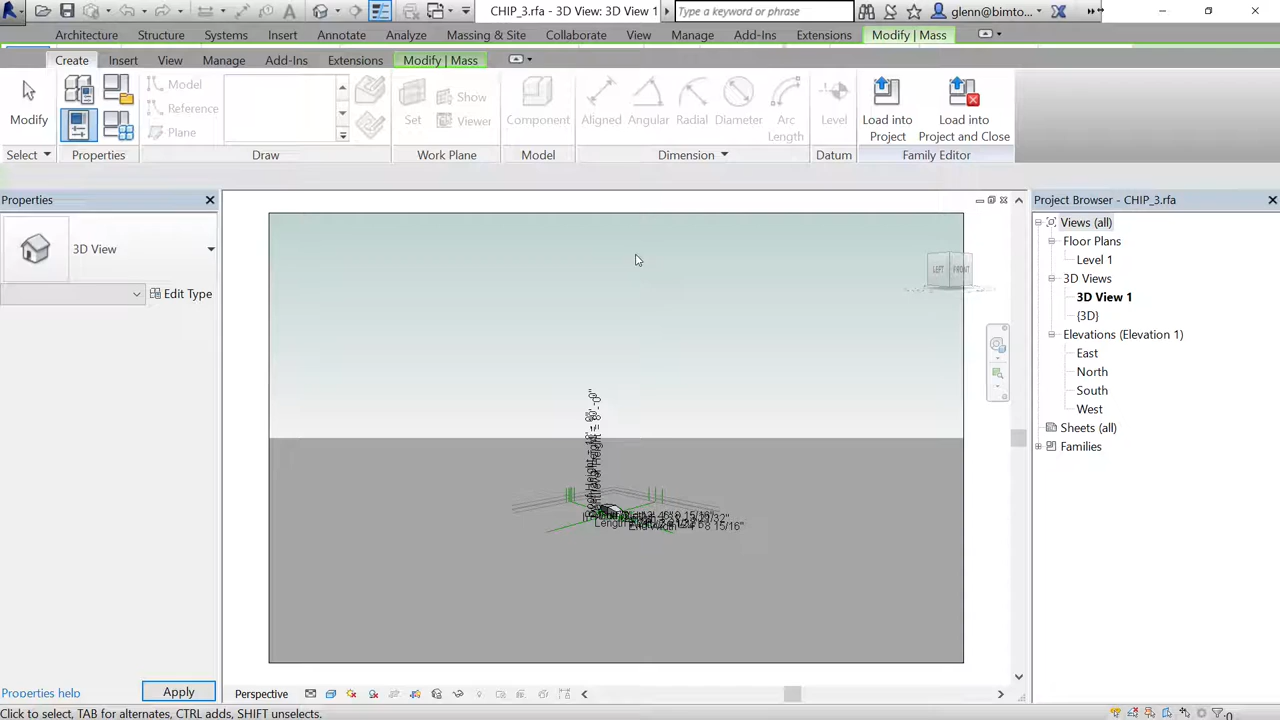 CHIP_3.rfa - 3D View: 3D View 1
Type a keyword or phrase
glenn@bimto...
Architecture Structure Systems Insert Annotate Analyze Massing & Site Collaborate View Manage Add-Ins Extensions Modify | Mass
Create Insert View Manage Add-Ins Extensions Modify | Mass
Modify
Model
Reference
Plane
Set
Show
Viewer
Component
Aligned Angular Radial Diameter Arc
Length
Level
Load into
Project
Load into
Project and Close
Select Properties Draw Work Plane Model Dimension Datum Family Editor
Properties
3D View
Edit Type
Properties help
Apply
LEFT FRONT
Perspective
Project Browser - CHIP_3.rfa
Views (all)
Floor Plans
Level 1
3D Views
3D View 1
{3D}
Elevations (Elevation 1)
East
North
South
West
Sheets (all)
Families
Click to select, TAB for alternates, CTRL adds, SHIFT unselects.
:0